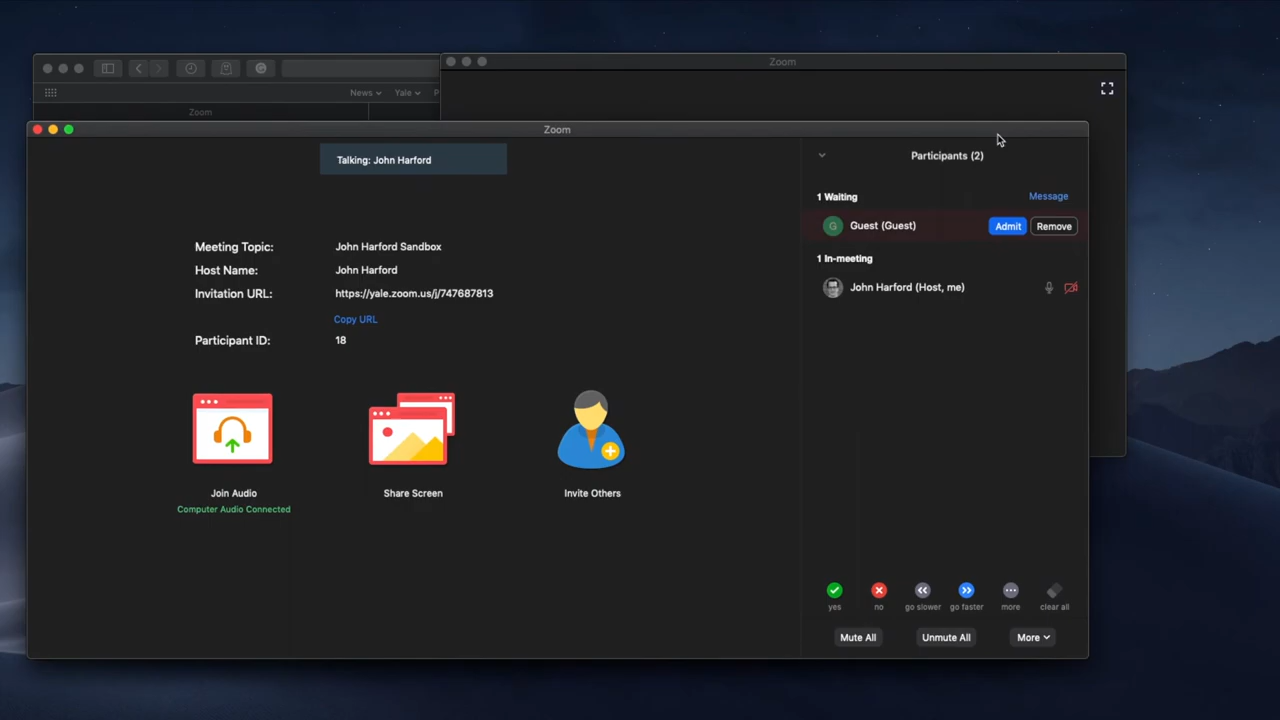 Zoom
News Yale P
Zoom
Zoom
Talking: John Harford
Participants (2)
1 Waiting Message
G Guest (Guest) Admit Remove
1 In-meeting
John Harford (Host, me)
Meeting Topic: John Harford Sandbox
Host Name: John Harford
Invitation URL: https://yale.zoom.us/j/747687813
Copy URL
Participant ID: 18
Join Audio Share Screen Invite Others
Computer Audio Connected
yes no go slower go faster more clear all
Mute All Unmute All More